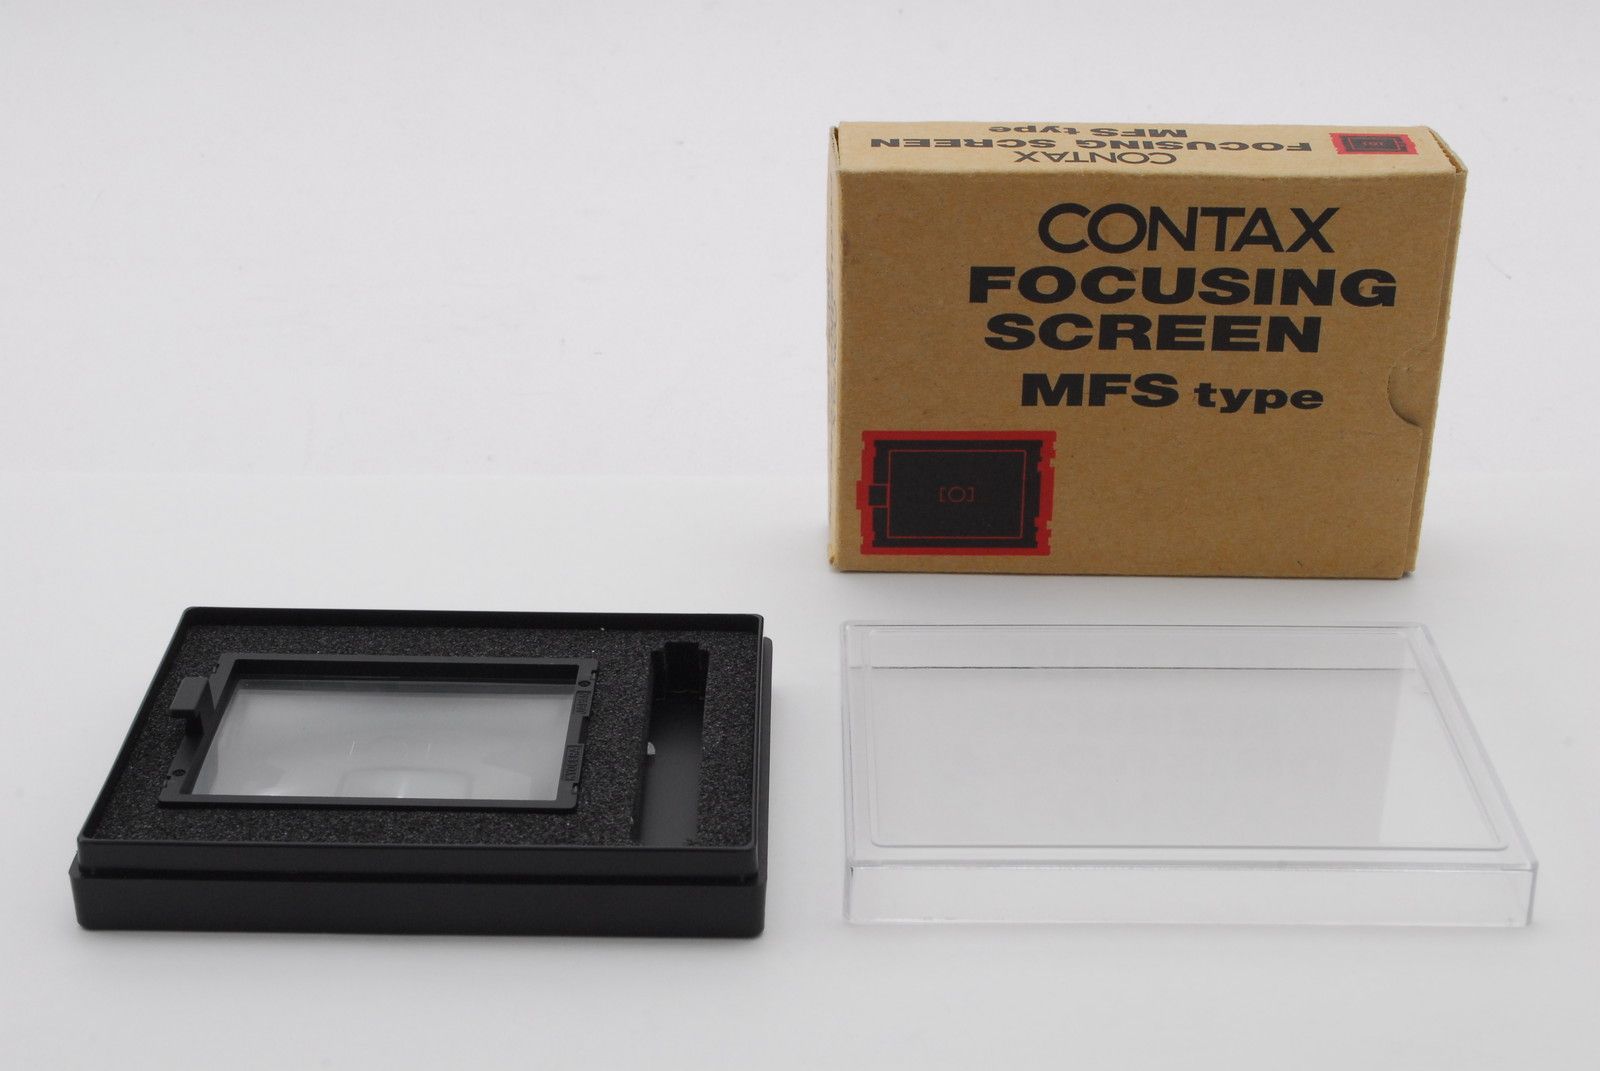 CONTAX
FOCUSING SCREEN
MFS type
CONTAX
FOCUSING
SCREEN
MFS type